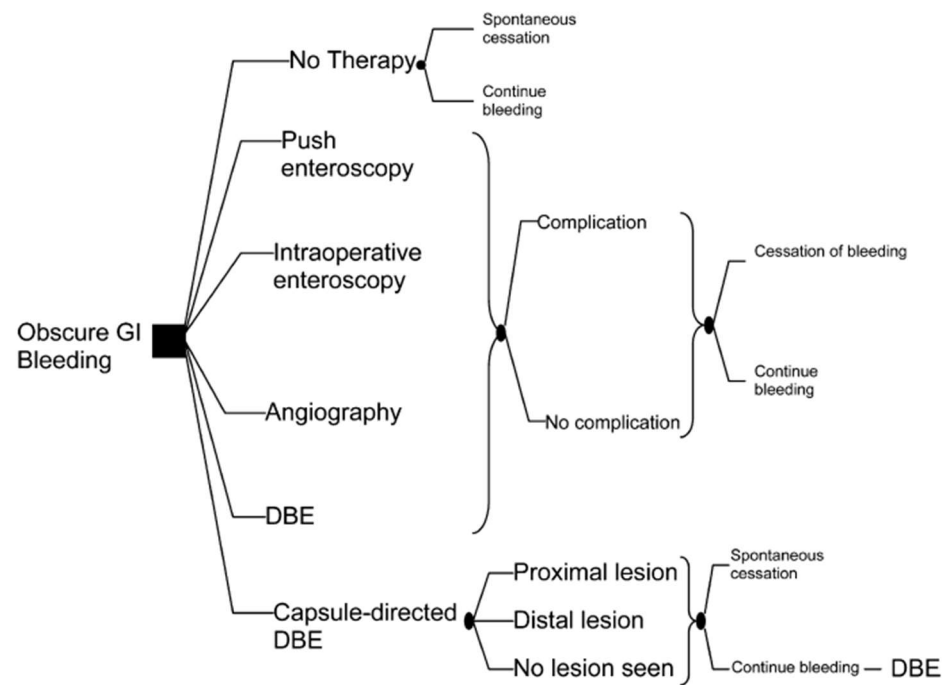 Obscure GI
Bleeding
No Therapy
Spontaneous
cessation
Continue
bleeding
Push
enteroscopy
Intraoperative
enteroscopy
Angiography
DBE
Complication
No complication
Cessation of bleeding
Continue
bleeding
Capsule-directed
DBE
Proximal lesion
Distal lesion
No lesion seen
Spontaneous
cessation
Continue bleeding
DBE